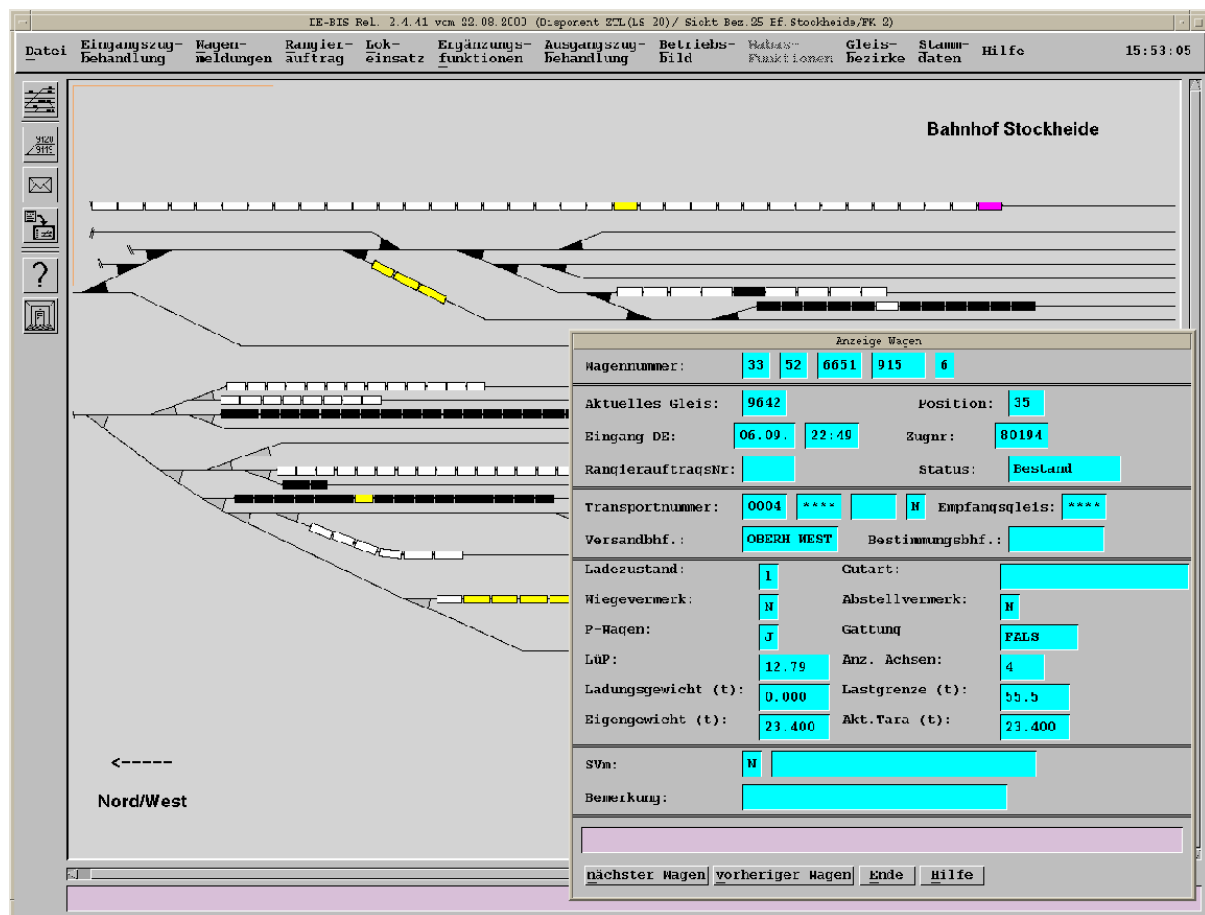 DE-BIS Rel. 2.4.41 vom 22.08.2003 (Disponent ZTL(LS 20)/ Sicht Bez.25 Bf.Stockheide/FK 2)
Datei Eingangszug- Wagen- Rangier- Lok- Ergänzungs- Ausgangszug- Betriebs- Gleis- Stamm- Hilfe 15:53:05
behandlung meldungen auftrag einsatz funktionen behandlung bild Funktionen bezirke daten
9120
9119
Bahnhof Stockheide
?
Anzeige Wagen
Wagennummer: 33 52 6651 915 6
Aktuelles Gleis: 9642 Position: 35
Eingang DE: 06.09. 22:49 Zugnr: 80194
RangierauftragsNr: Status: Bestand
Transportnummer: 0004 **** N Empfangsgleis: ****
Versandbhf.: OBERH WEST Bestimmungsbhf.:
Ladezustand: l Gutart:
Wiegevermerk: N Abstellvermerk: N
P-Wagen: J Gattung FALS
LüP: 12.79 Anz. Achsen: 4
Ladungsgewicht (t): 0.000 Lastgrenze (t): 55.5
Eigengewicht (t): 23.400 Akt.Tara (t): 23.400
SVm: N
Bemerkung:
<-----
Nord/West
nächster Wagen vorheriger Wagen Ende Hilfe